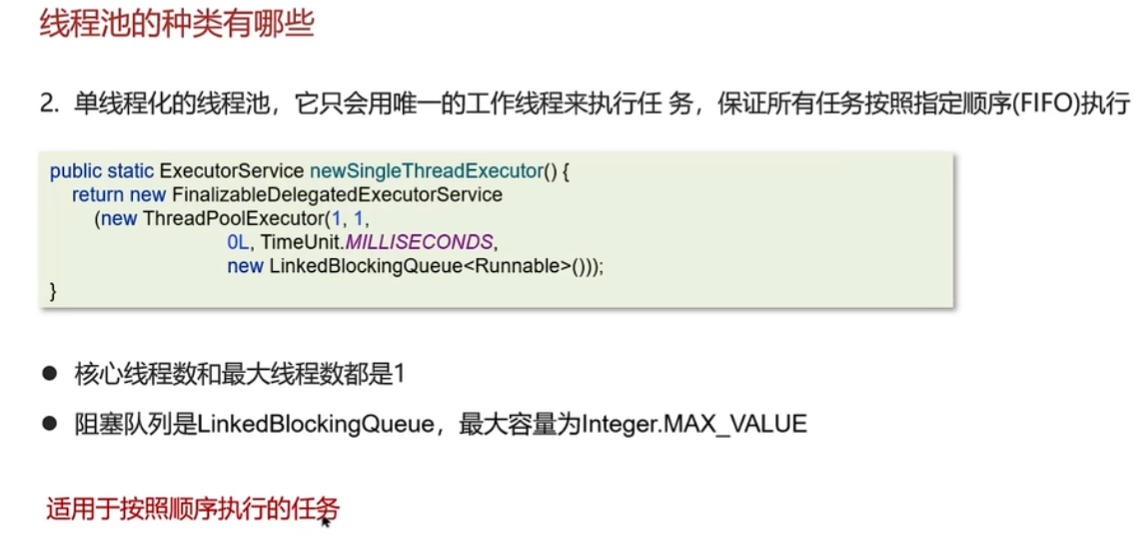 线程池的种类有哪些
2. 单线程化的线程池，它只会用唯一的工作线程来执行任 务，保证所有任务按照指定顺序(FIFO)执行
public static ExecutorService newSingleThreadExecutor() {
return new FinalizableDelegatedExecutorService
(new ThreadPoolExecutor(1, 1,
0L, TimeUnit.MILLISECONDS,
new LinkedBlockingQueue<Runnable>()));
}
● 核心线程数和最大线程数都是1
● 阻塞队列是LinkedBlockingQueue，最大容量为Integer.MAX_VALUE
适用于按照顺序执行的任务